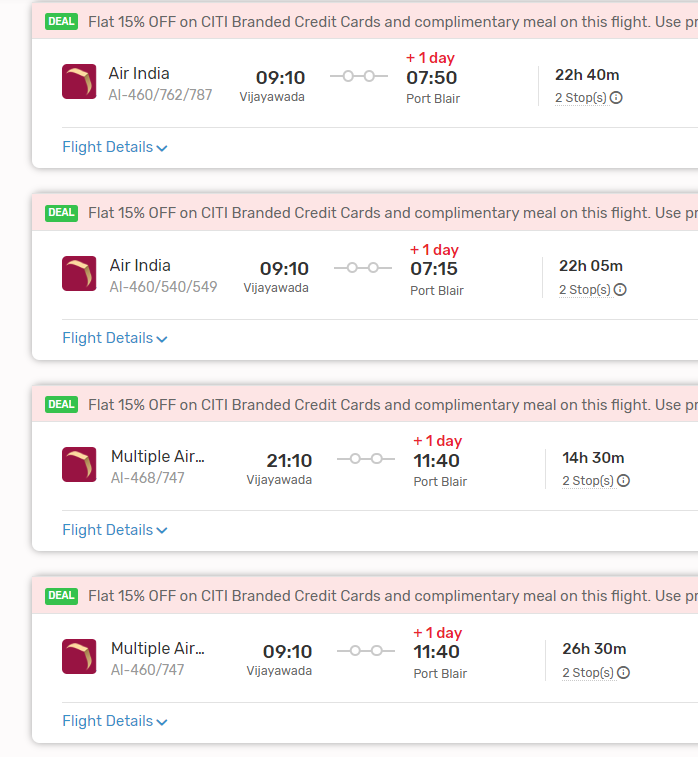 DEAL Flat 15% OFF on CITI Branded Credit Cards and complimentary meal on this flight. Use
+ 1 day
Air India 09:10 07:50 22h 40m
AI-460/762/787 Vijayawada Port Blair 2 Stop(s)
Flight Details
DEAL Flat 15% OFF on CITI Branded Credit Cards and complimentary meal on this flight. Use
+ 1 day
Air India 09:10 07:15 22h 05m
AI-460/540/549 Vijayawada Port Blair 2 Stop(s)
Flight Details
DEAL Flat 15% OFF on CITI Branded Credit Cards and complimentary meal on this flight. Use
+ 1 day
Multiple Air... 21:10 11:40 14h 30m
AI-468/747 Vijayawada Port Blair 2 Stop(s)
Flight Details
DEAL Flat 15% OFF on CITI Branded Credit Cards and complimentary meal on this flight. Use
+ 1 day
Multiple Air... 09:10 11:40 26h 30m
AI-460/747 Vijayawada Port Blair 2 Stop(s)
Flight Details